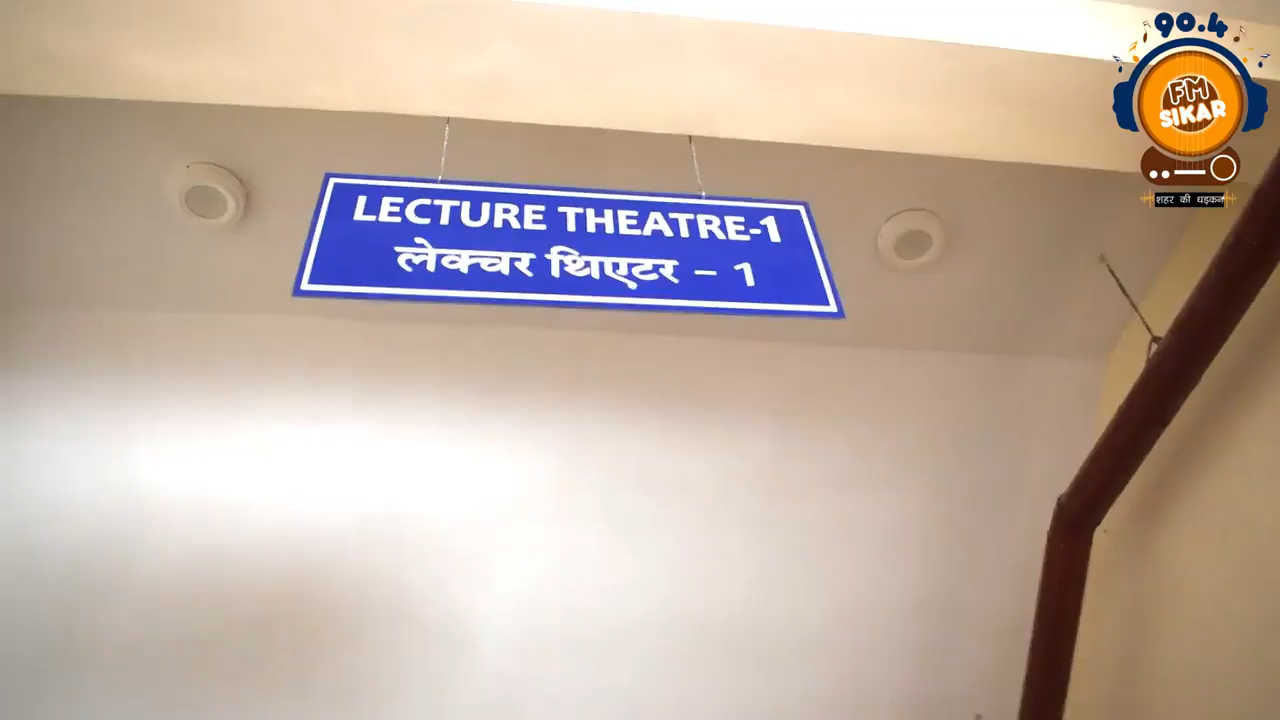 90.4
FM
SIKAR
शहर की धड़कन
LECTURE THEATRE-1
लेक्चर थिएटर – 1